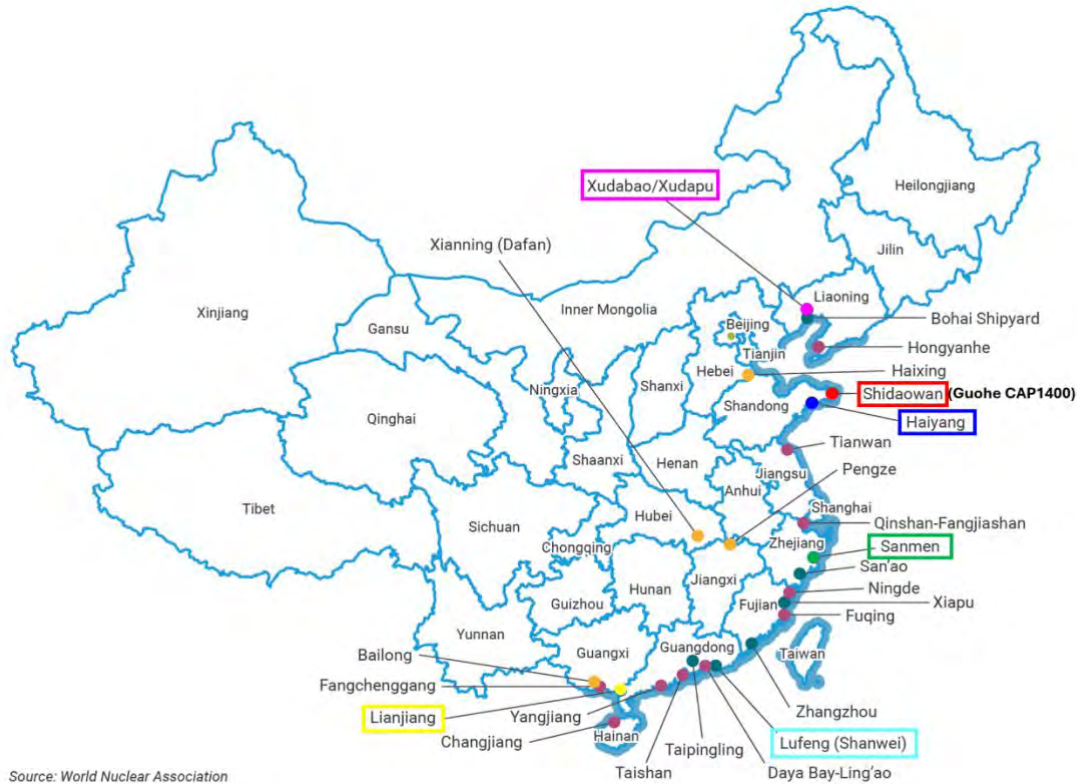 Xudabao/Xudapu
Heilongjiang
Xianning (Dafan)
Jilin
Liaoning
Inner Mongolia
Xinjiang
Bohai Shipyard
Beijing
Gansu
Hongyanhe
Tianjin
Hebei
Haixing
Ningxia
Shanxi
Shidaowan (Guohe CAP1400)
Shandong
Qinghai
Haiyang
Tianwan
Shaanxi
Henan
Jiangsu
Pengze
Anhui
Tibet
Shanghai
Hubei
Qinshan-Fangjiashan
Sichuan
Zhejiang
Sanmen
Chongqing
San'ao
Jiangxi
Hunan
Ningde
Guizhou
Fujian
Xiapu
Fuqing
Yunnan
Guangdong
Guangxi
Taiwan
Bailong
Fangchenggang
Lianjiang
Yangjiang
Zhangzhou
Hainan
Changjiang
Taipingling
Lufeng (Shanwei)
Taishan
Daya Bay-Ling'ao
Source: World Nuclear Association